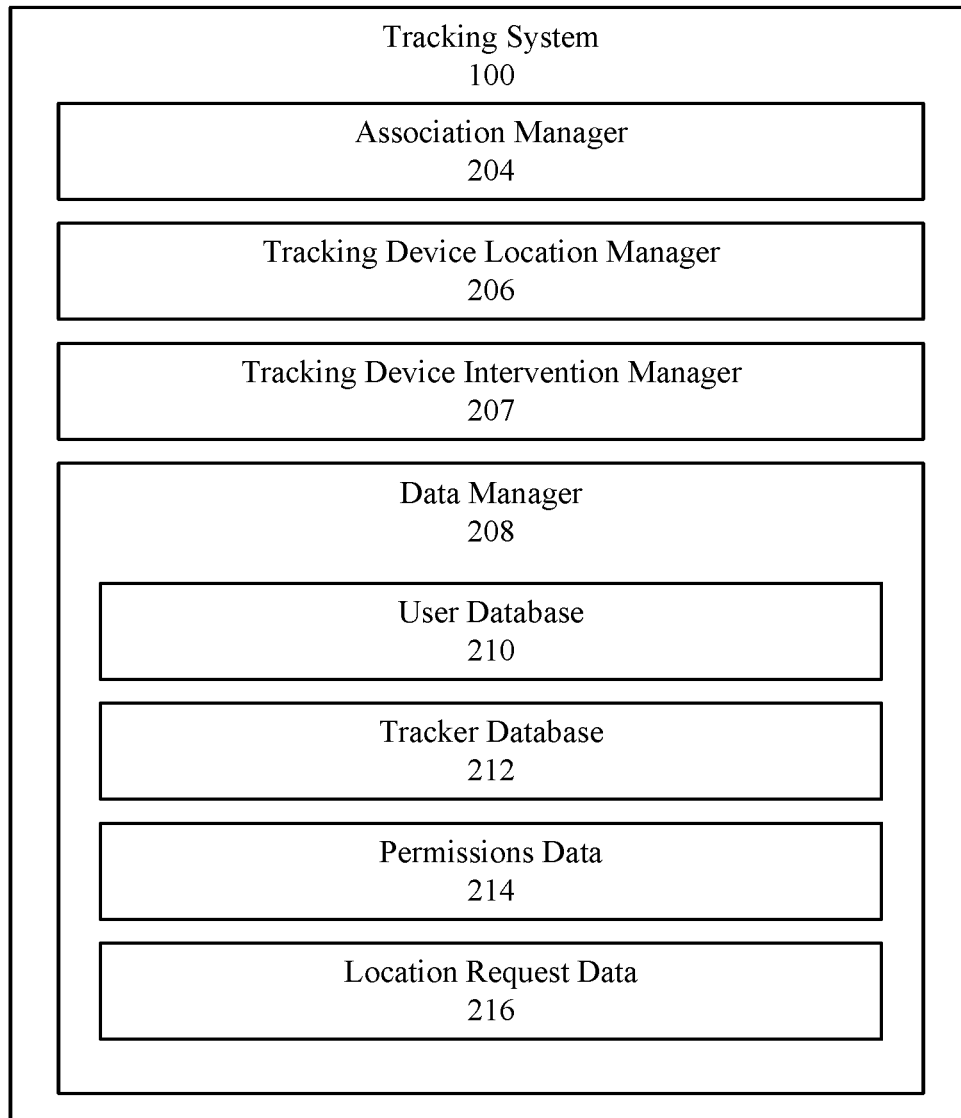 Tracking System
100
Association Manager
204
Tracking Device Location Manager
206
Tracking Device Intervention Manager
207
Data Manager
208
User Database
210
Tracker Database
212
Permissions Data
214
Location Request Data
216